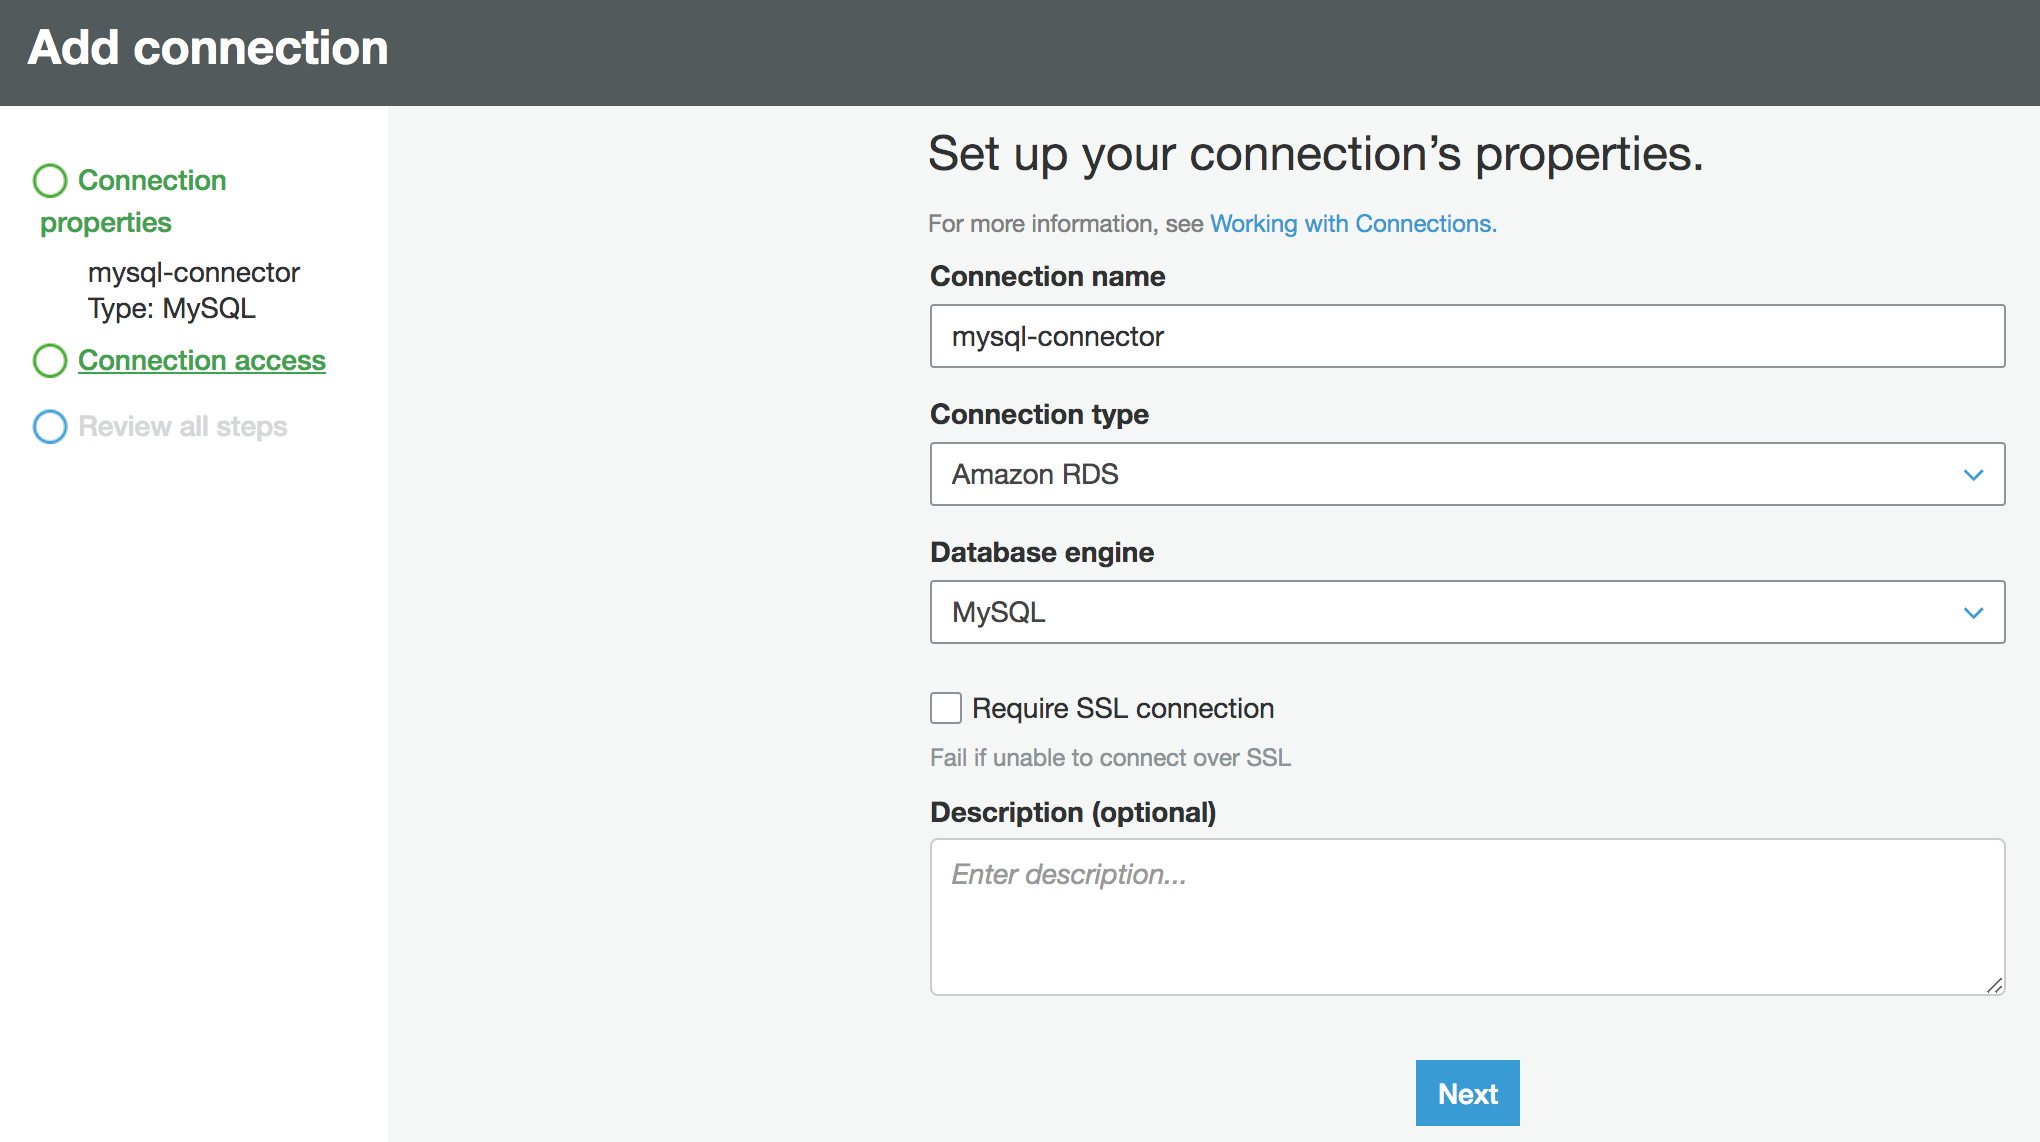 Add connection
Connection
properties
mysql-connector
Type: MySQL
Connection access
Review all steps
Set up your connection’s properties.
For more information, see Working with Connections.
Connection name
mysql-connector
Connection type
Amazon RDS
Database engine
MySQL
Require SSL connection
Fail if unable to connect over SSL
Description (optional)
Enter description...
Next